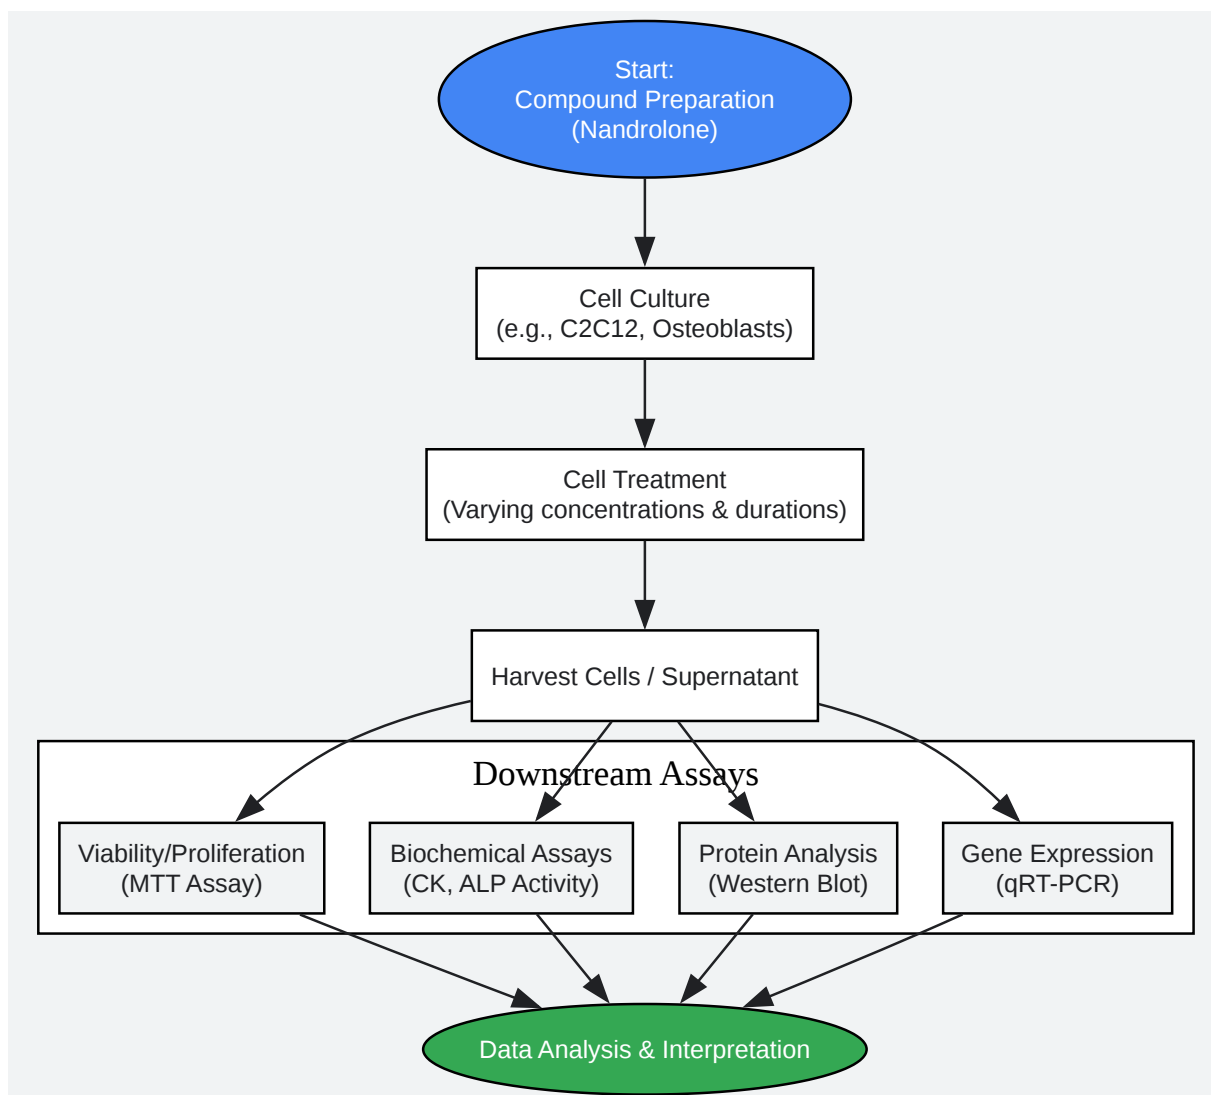 Start:
Compound Preparation
(Nandrolone)
Cell Culture
(e.g., C2C12, Osteoblasts)
Cell Treatment
(Varying concentrations & durations)
Harvest Cells / Supernatant
Downstream Assays
Viability/Proliferation
(MTT Assay)
Biochemical Assays
(CK, ALP Activity)
Protein Analysis
(Western Blot)
Gene Expression
(qRT-PCR)
Data Analysis & Interpretation